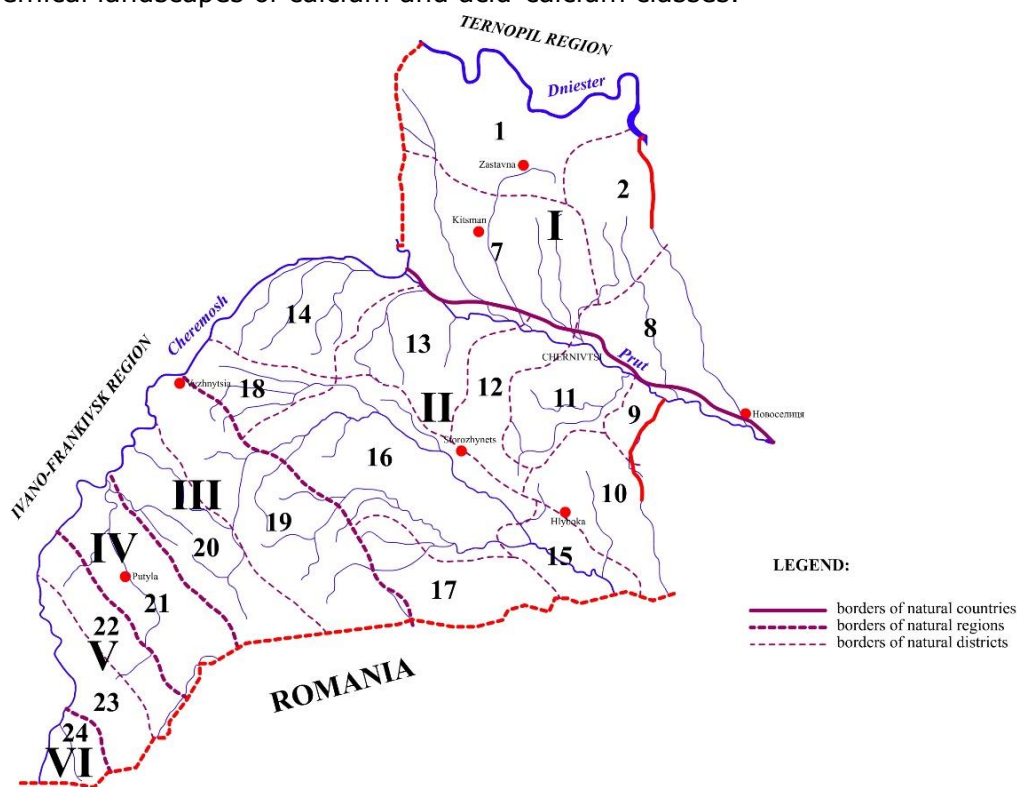 emical landscapes of calcium and acid-calcium classes.
TERNOPIL REGION
Dniester
1
Zastavna
2
Kitsman
I
7
14
Cheremosh
13
8
CHERNIVTSI
Prut
IVANO-FRANKIVSK REGION
Vyzhnytsia
18
12
11
II
9
Новоселиця
Storozhynets
16
III
10
19
Hlyboka
20
15
IV
LEGEND:
Putyla
17
21
borders of natural countries
22
borders of natural regions
V
borders of natural districts
ROMANIA
23
24
VI